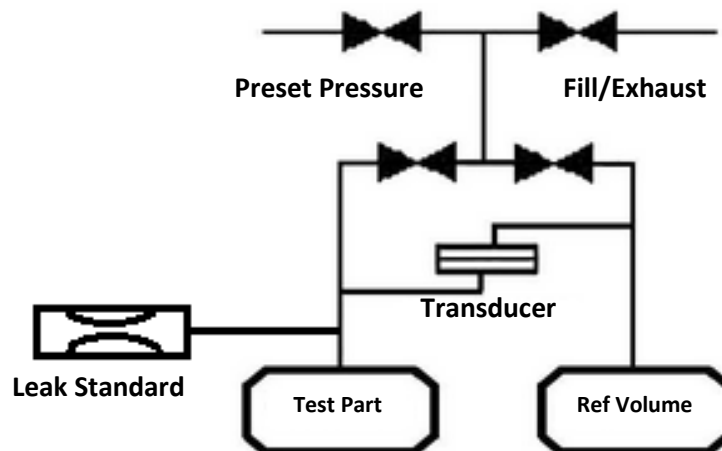 Preset Pressure
Fill/Exhaust
Transducer
Leak Standard
Test Part
Ref Volume